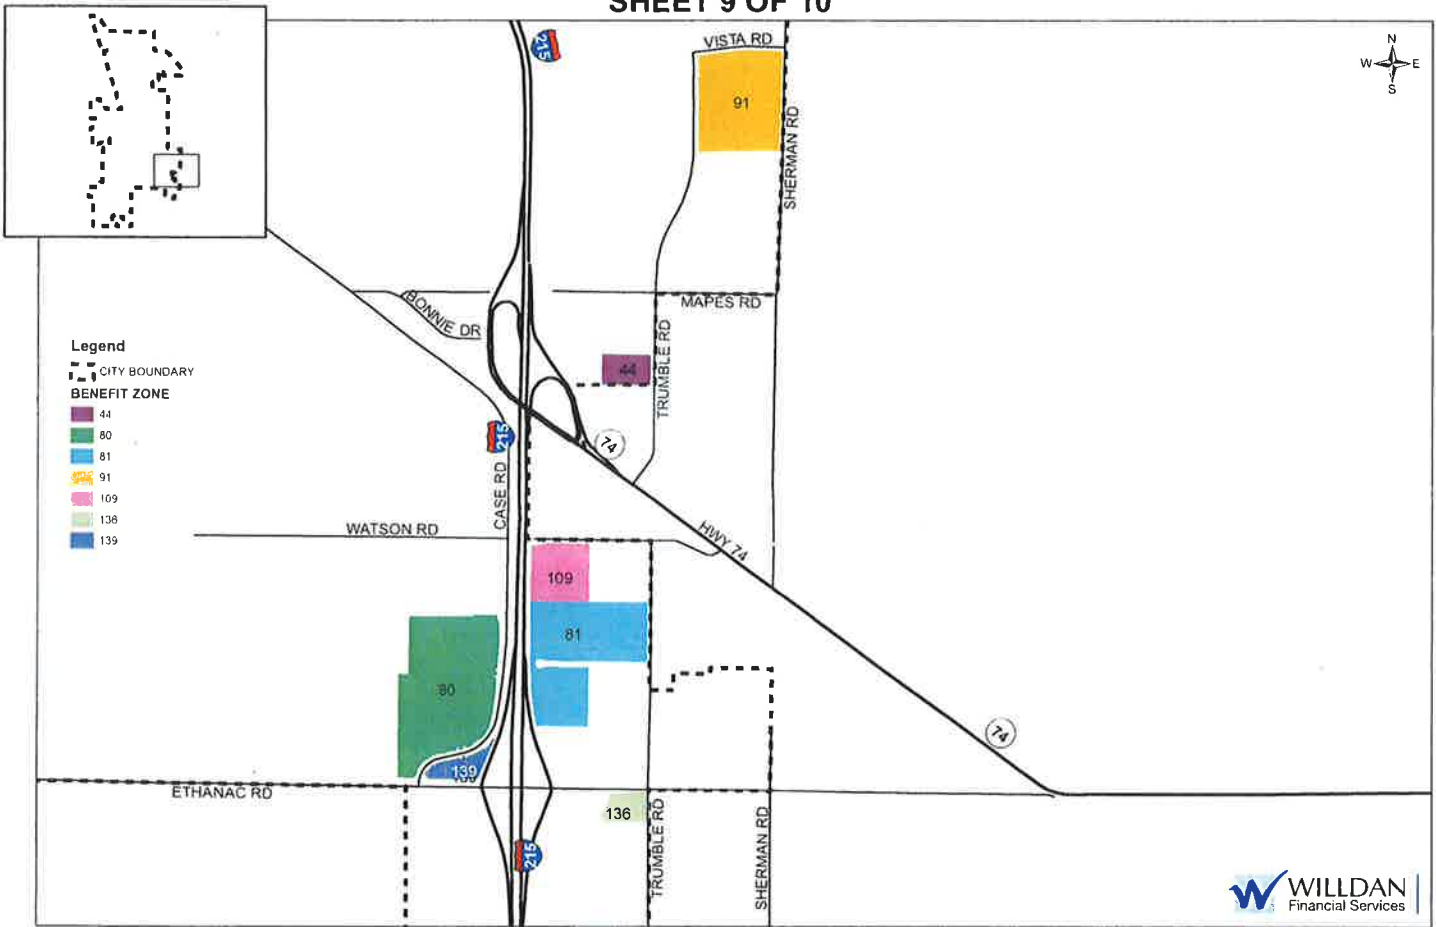 SHEET 9 OF 10
215
VISTA RD
N
W E
S
91
SHERMAN RD
BONNIE DR
MAPES RD
TRUMBLE RD
44
Legend
CITY BOUNDARY
BENEFIT ZONE
44
80
81
91
109
136
139
215
74
CASE RD
WATSON RD
HWY 74
109
81
80
139
74
ETHANAC RD
136
TRUMBLE RD
SHERMAN RD
215
WILLDAN
Financial Services